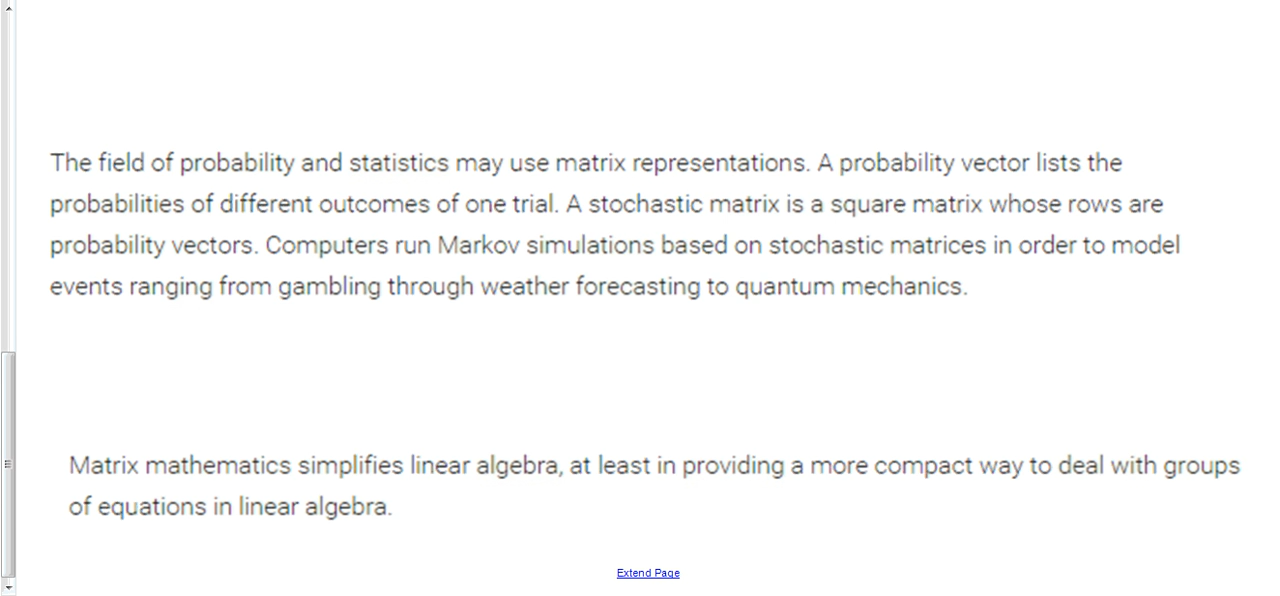 The field of probability and statistics may use matrix representations. A probability vector lists the
probabilities of different outcomes of one trial. A stochastic matrix is a square matrix whose rows are
probability vectors. Computers run Markov simulations based on stochastic matrices in order to model
events ranging from gambling through weather forecasting to quantum mechanics.
Matrix mathematics simplifies linear algebra, at least in providing a more compact way to deal with groups
of equations in linear algebra.
Extend Page